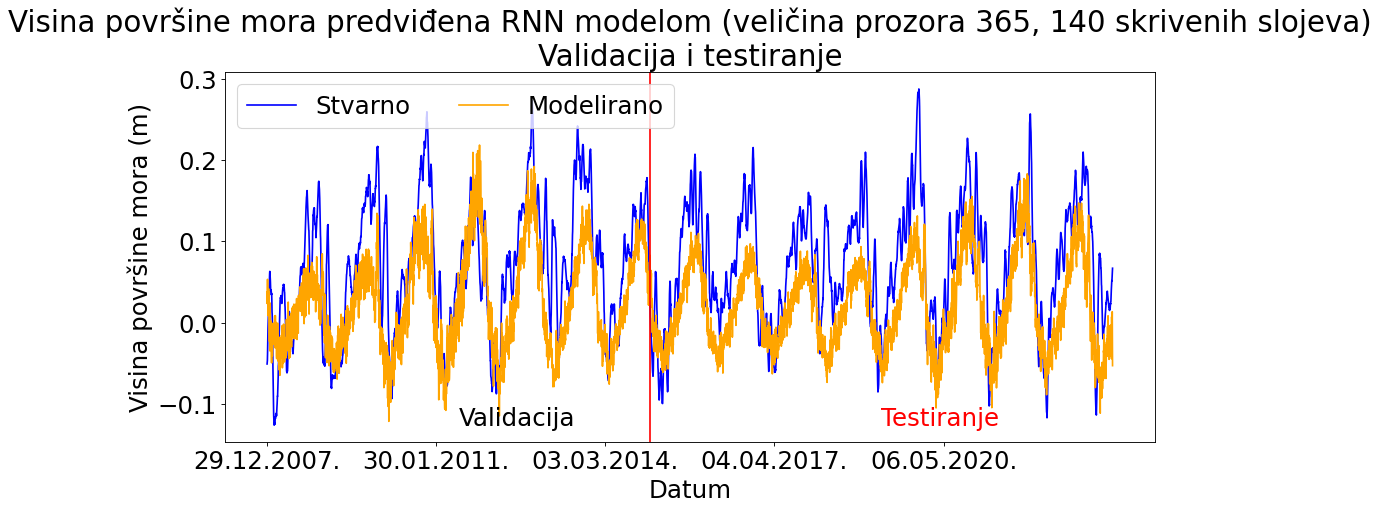 Visina površine mora predviđena RNN modelom (veličina prozora 365, 140 skrivenih slojeva)
Validacija i testiranje
Stvarno
Modelirano
Visina površine mora (m)
0.3
0.2
0.1
0.0
−0.1
Validacija
Testiranje
29.12.2007.
30.01.2011.
03.03.2014.
04.04.2017.
06.05.2020.
Datum